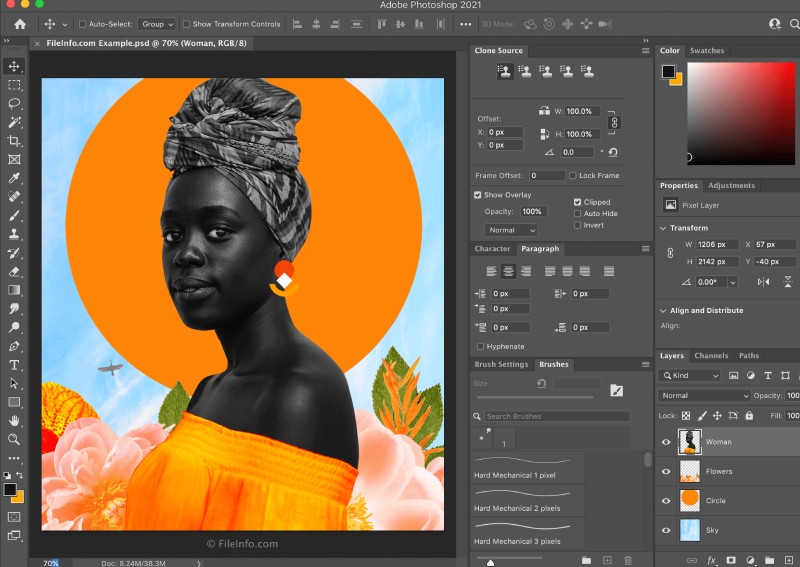 Adobe Photoshop 2021
Auto-Select: Group Show Transform Controls 3D Mode:
FileInfo.com Example.psd @ 70% (Woman, RGB/8)
© FileInfo.com
70% Doc: 8.24M/38.3M
Clone Source
Offset:
W: 100.0%
X: 0 px
H: 100.0%
Y: 0 px
0.0 °
Frame Offset: 0 Lock Frame
Show Overlay
Opacity: 100%
Clipped
Auto Hide
Normal
Invert
Character Paragraph
0 px 0 px
0 px
0 px 0 px
Hyphenate
Brush Settings Brushes
Size:
Search Brushes
1
Hard Mechanical 1 pixel
Hard Mechanical 2 pixels
Hard Mechanical 3 pixels
Color Swatches
Properties Adjustments
Pixel Layer
Transform
W 1206 px X 57 px
H 2142 px Y -40 px
0.00°
Align and Distribute
Align:
Layers Channels Paths
Kind
Normal Opacity: 100
Lock: Fill: 100
Woman
Flowers
Circle
Sky
fx